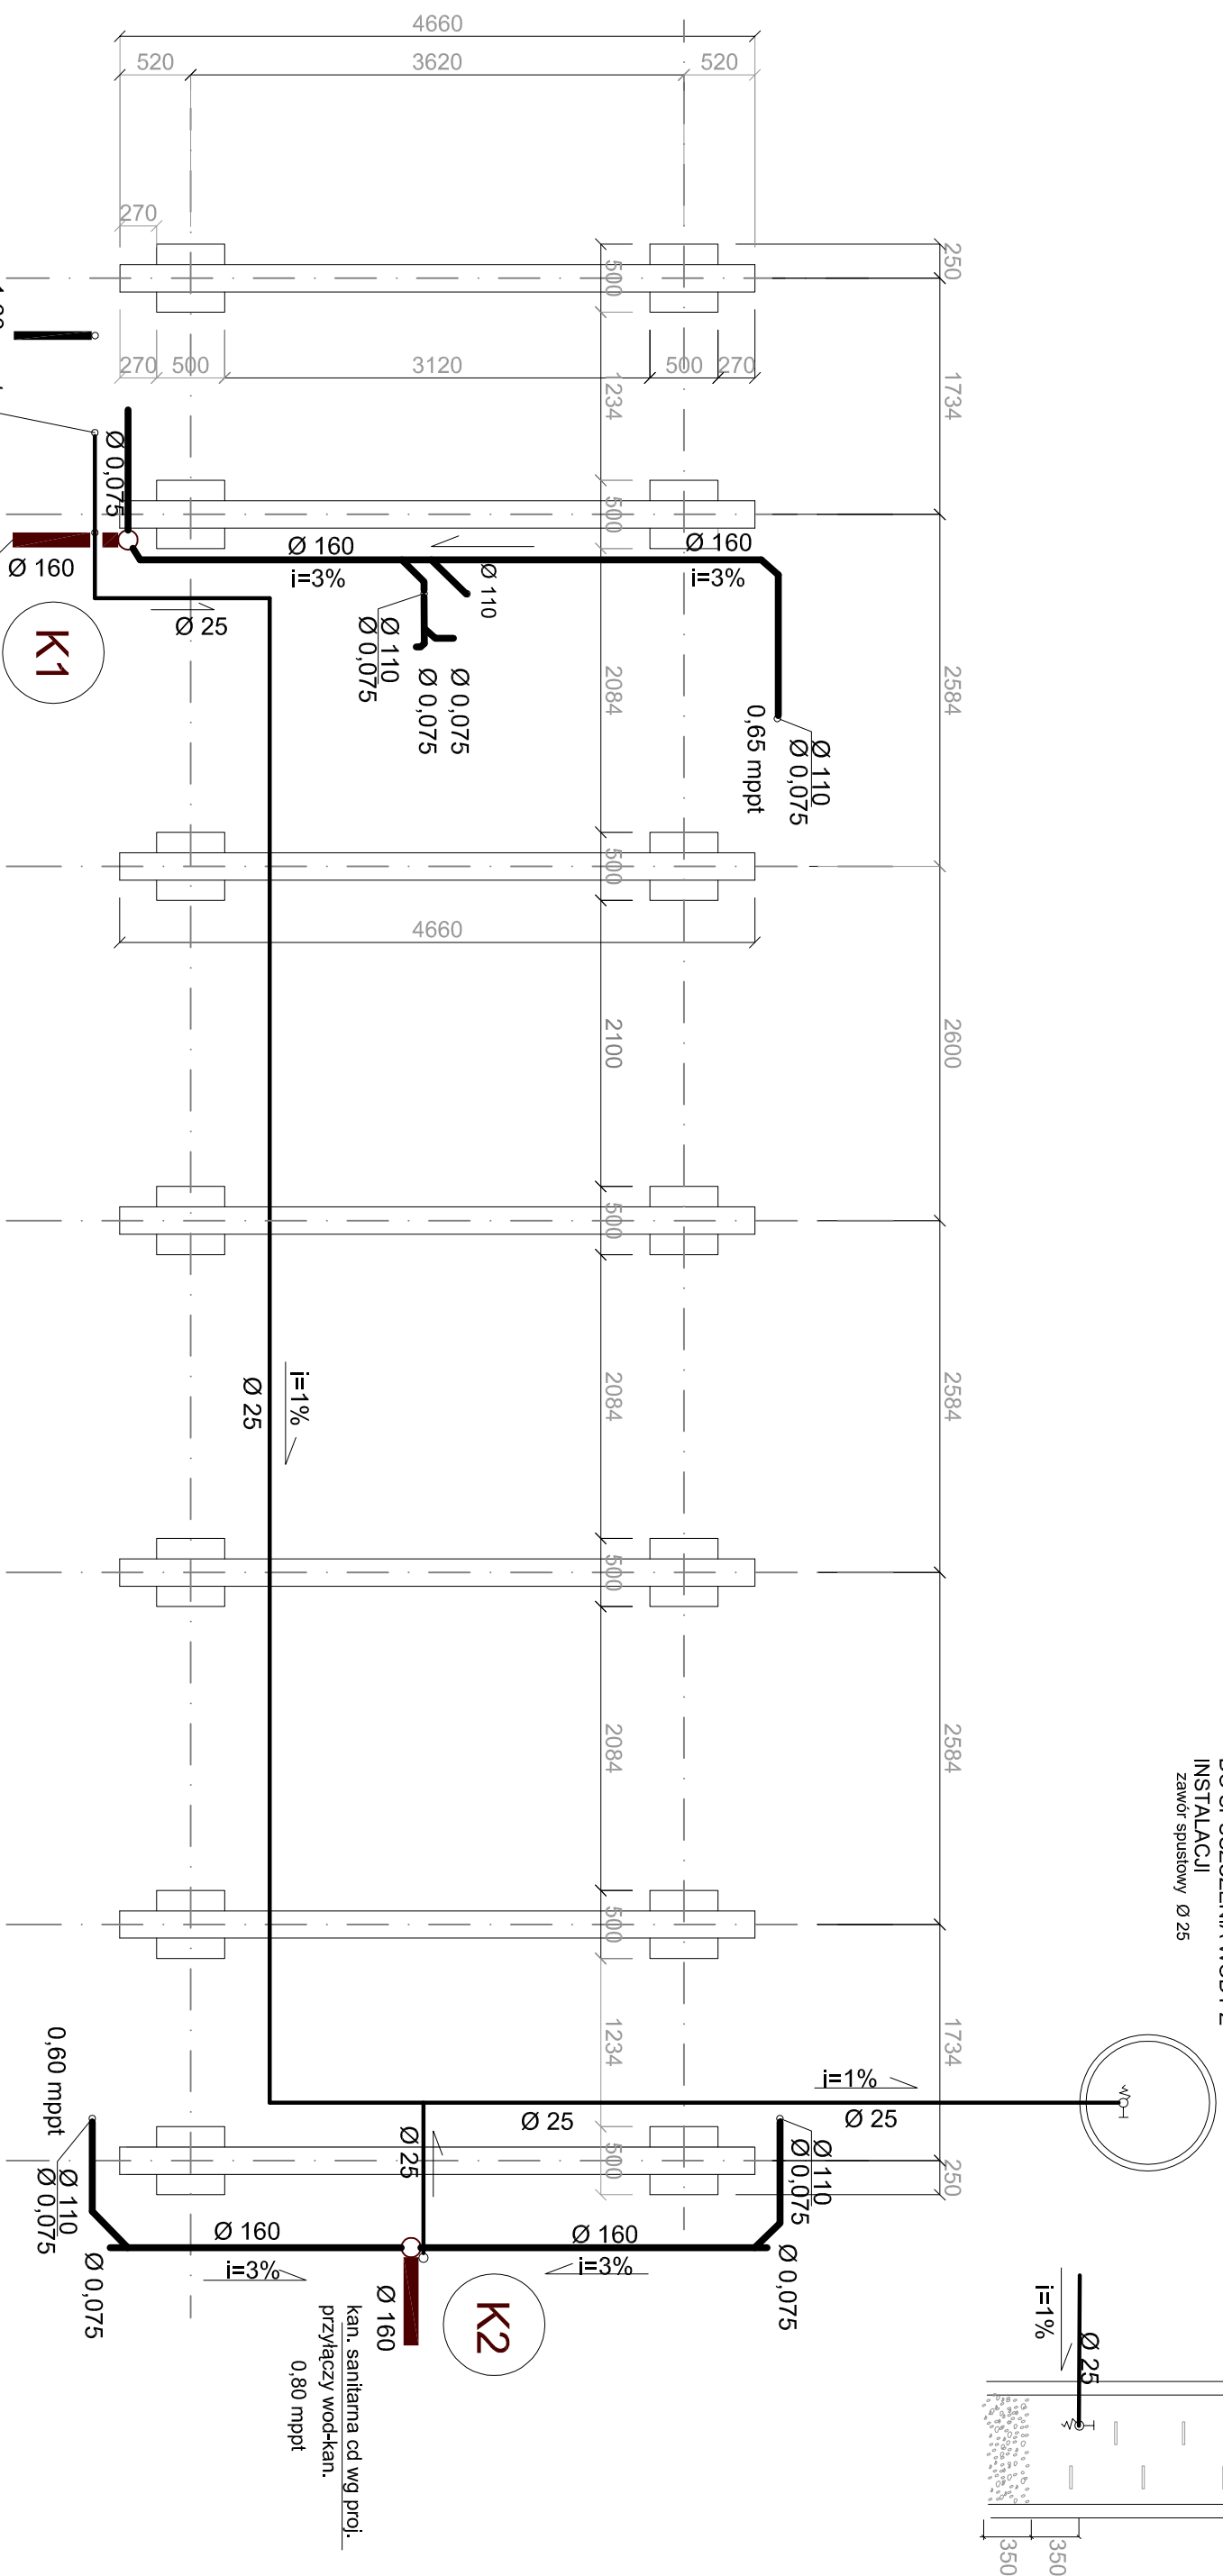 4660
520
3620
520
270
250
500
270
500
3120
500
270
1234
1734
Ø 0,075
500
Ø 160
i=3%
Ø 160
i=3%
Ø 160
Ø 25
K1
Ø 110
Ø 110
Ø 0,075
Ø 0,075
Ø 0,075
2084
2584
0,65 mppt
Ø 110
Ø 0,075
500
4660
2100
2600
500
i=1%
Ø 25
2084
2584
500
2084
2584
INSTALACJI
zawór spustowy Ø 25
500
1234
1734
i=1%
Ø 25
Ø 25
Ø 25
500
250
0,60 mppt
Ø 110
Ø 0,075
Ø 0,075
Ø 110
Ø 0,075
Ø 0,075
Ø 160
i=3%
Ø 160
i=3%
Ø 160
K2
kan. sanitarna cd wg proj.
przyłączy wod-kan.
0,80 mppt
i=1%
Ø 25
350
350